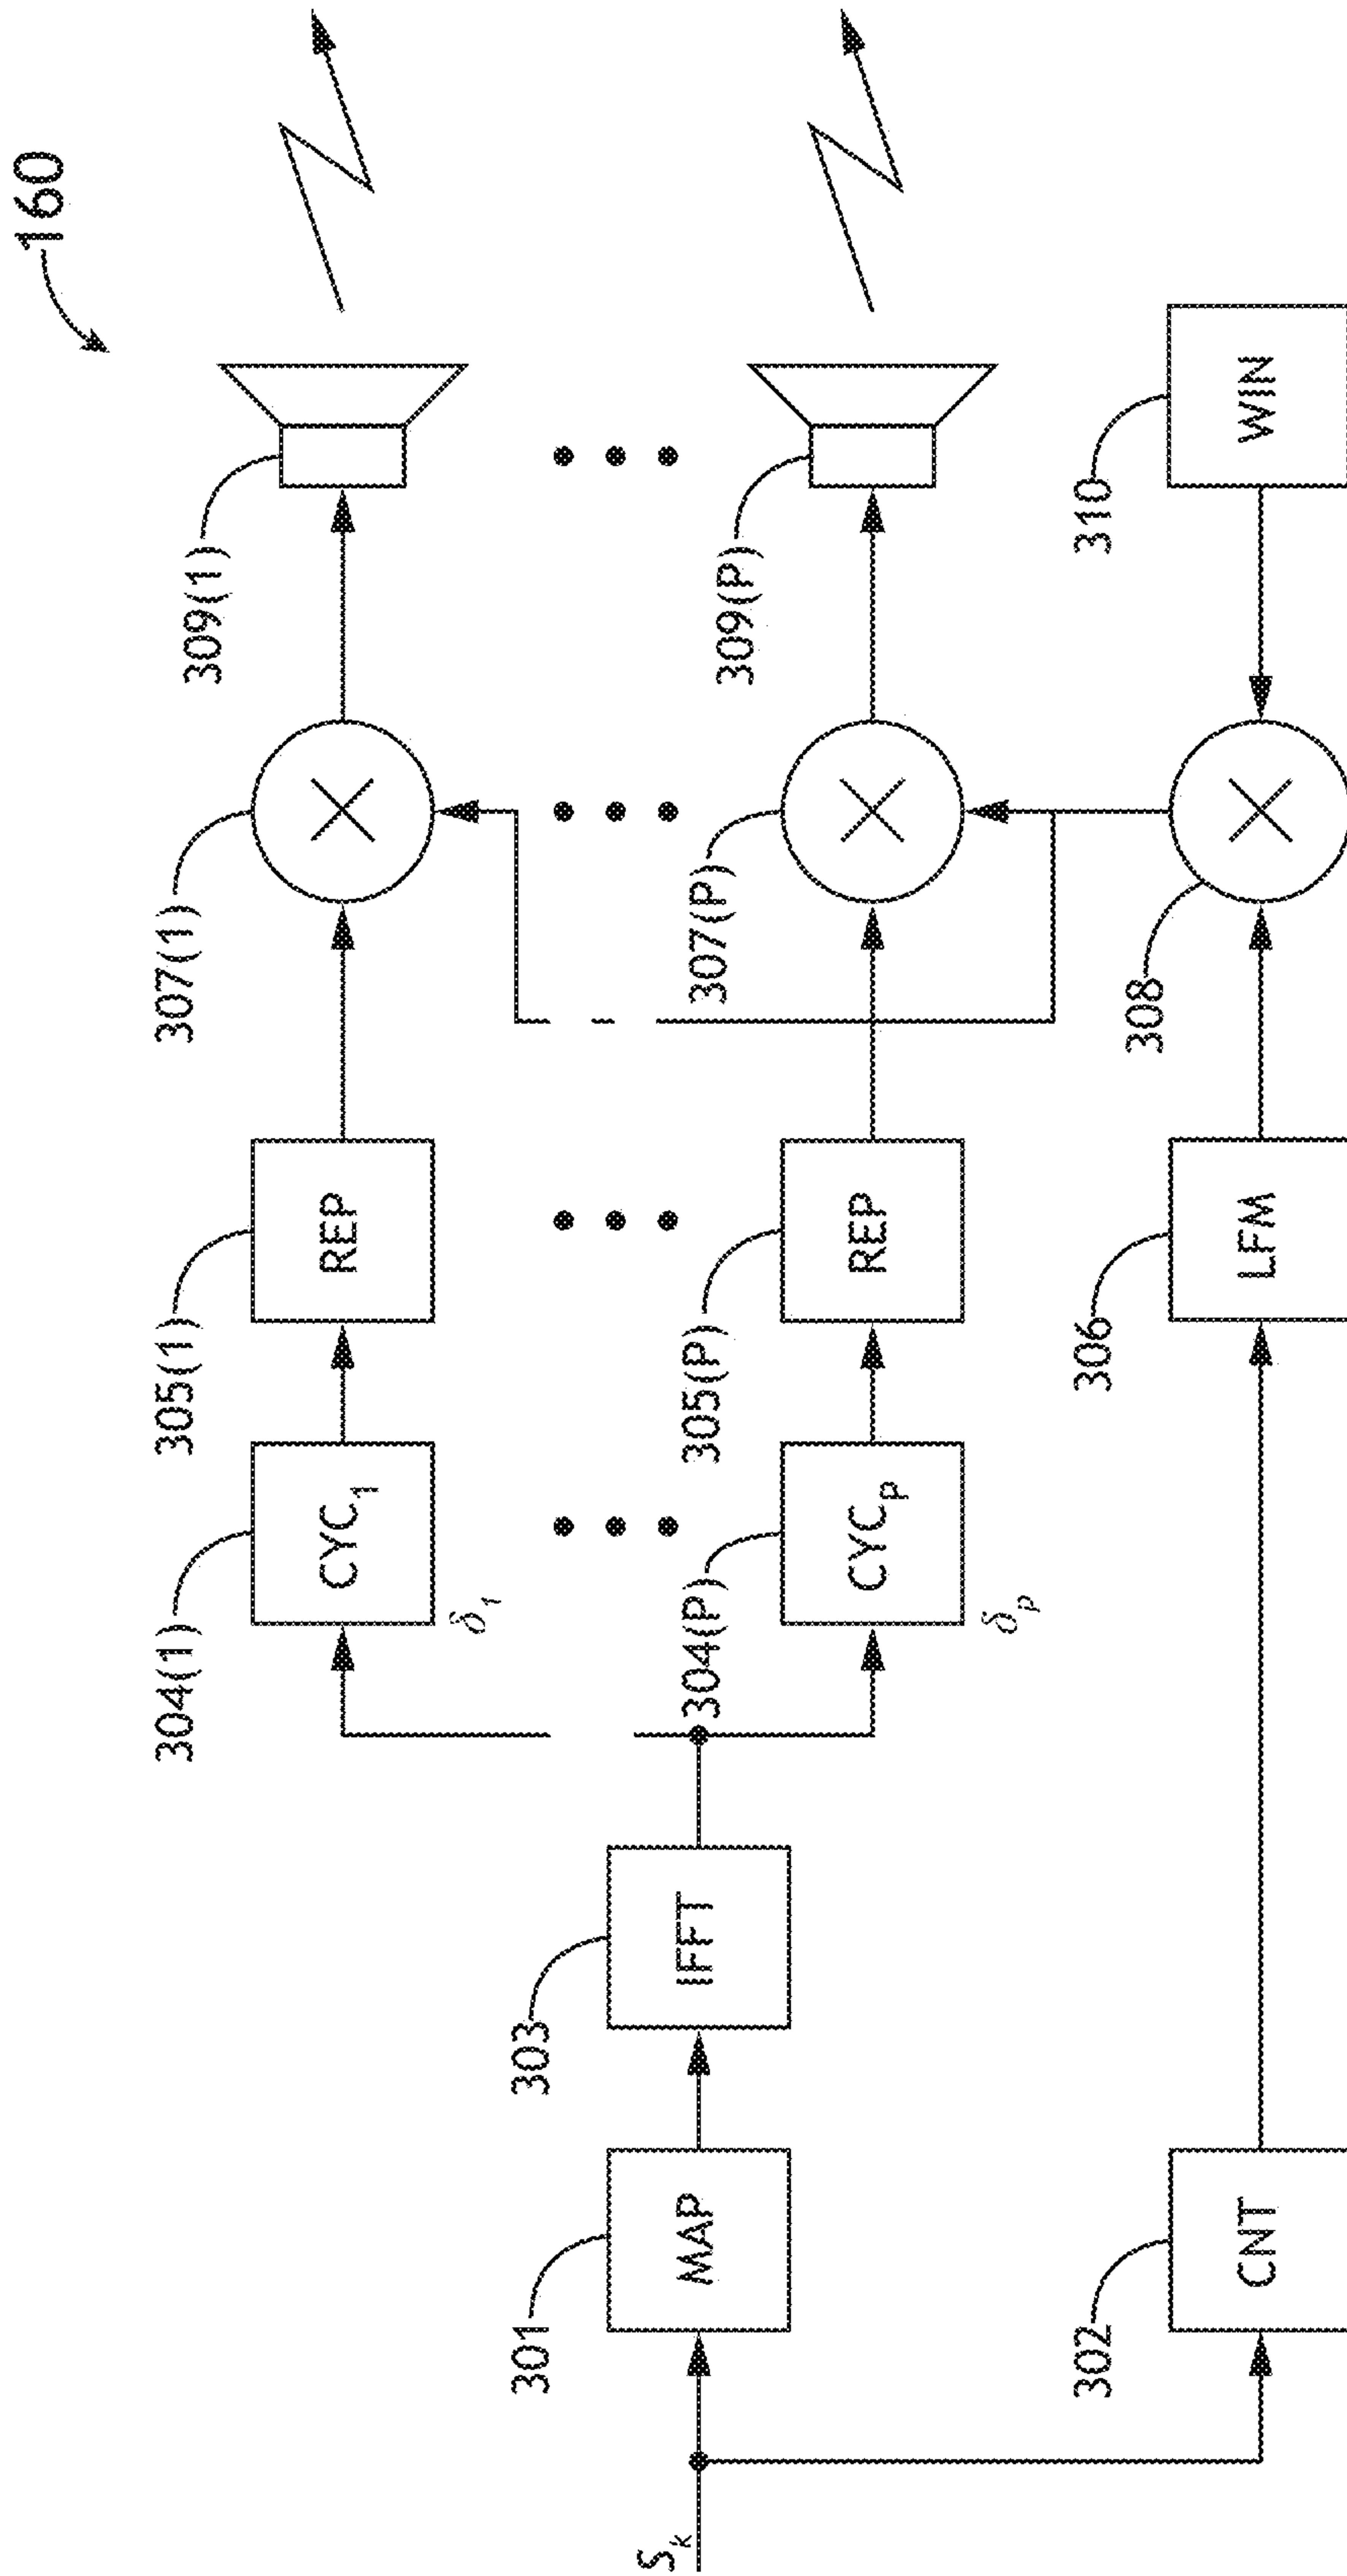 160
309(1)
307(1)
305(1)
304(1)
REP
CYC₁
δ₁
309(P)
307(P)
305(P)
304(P)
REP
CYCₚ
δₚ
303
301
IFFT
MAP
Sₖ
310
308
306
302
WIN
LFM
CNT